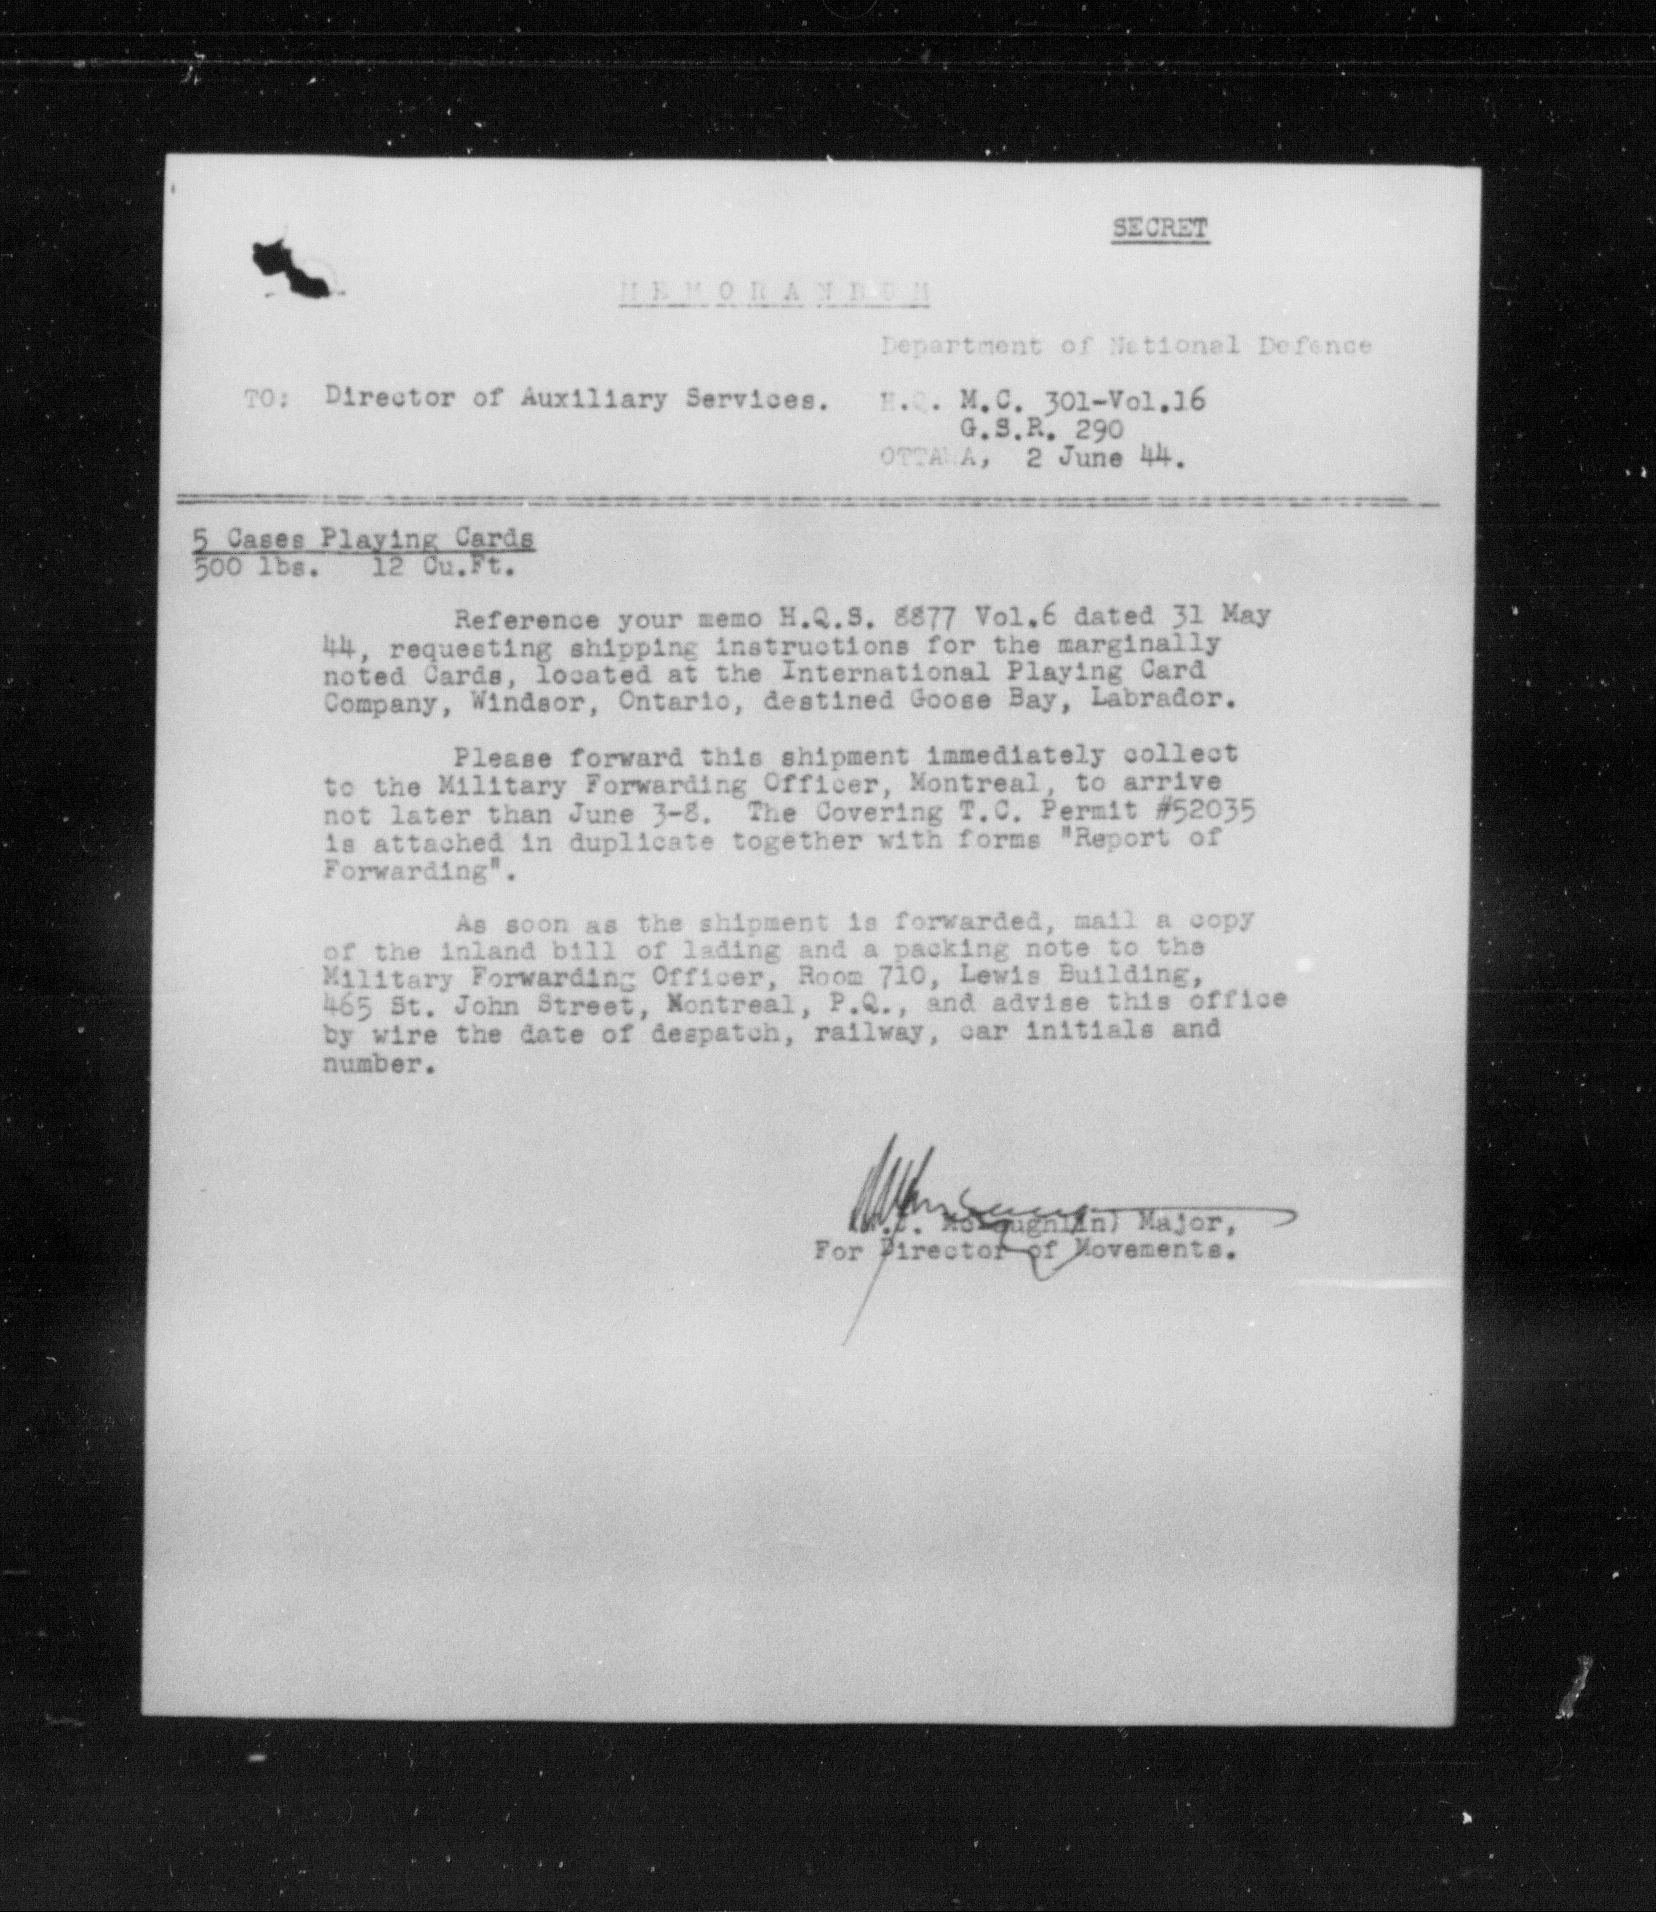 SECRET
MEMORANDUM
Department of National Defence
TO: Director of Auxiliary Services. H.Q. M.C. 301-Vol.16
G.S.R. 290
OTTAWA, 2 June 44.
5 Cases Playing Cards
500 lbs. 12 Cu.Ft.
Reference your memo H.Q.S. 8877 Vol.6 dated 31 May
44, requesting shipping instructions for the marginally
noted Cards, located at the International Playing Card
Company, Windsor, Ontario, destined Goose Bay, Labrador.
Please forward this shipment immediately collect
to the Military Forwarding Officer, Montreal, to arrive
not later than June 3-8. The Covering T.C. Permit #52035
is attached in duplicate together with forms "Report of
Forwarding".
As soon as the shipment is forwarded, mail a copy
of the inland bill of lading and a packing note to the
Military Forwarding Officer, Room 710, Lewis Building,
465 St. John Street, Montreal, P.Q., and advise this office
by wire the date of despatch, railway, car initials and
number.
McLoughlin) Major,
For Director of Movements.